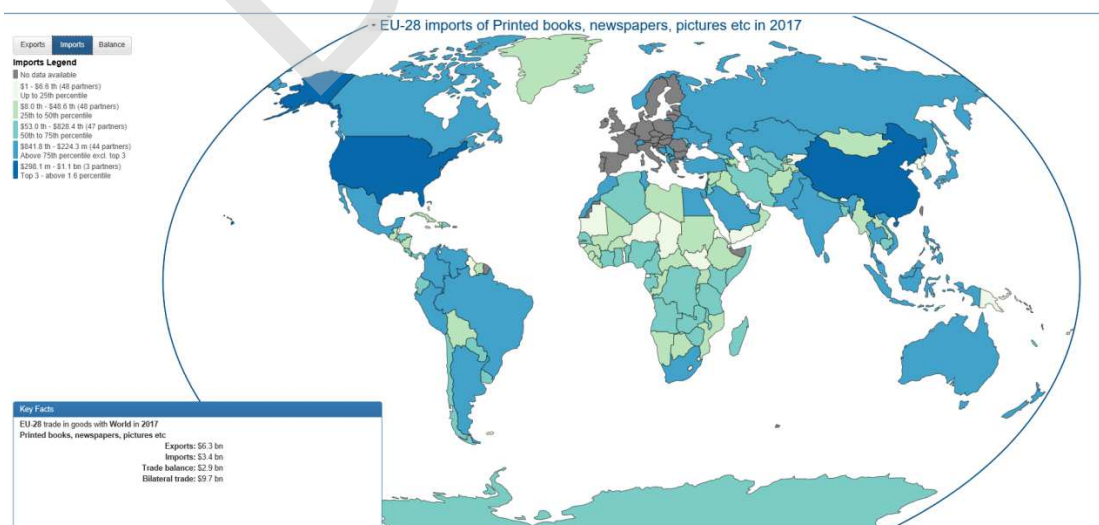 - EU-28 imports of Printed books, newspapers, pictures etc in 2017
Exports Imports Balance
Imports Legend
No data available
$1 - $6.6 th (48 partners)
Up to 25th percentile
$8.0 th - $48.6 th (48 partners)
25th to 50th percentile
$53.0 th - $828.4 th (47 partners)
50th to 75th percentile
$841.8 th - $224.3 m (44 partners)
Above 75th percentile excl. top 3
$298.1 m - $1.1 bn (3 partners)
Top 3 - above 1.6 percentile
Key Facts
EU-28 trade in goods with World in 2017
Printed books, newspapers, pictures etc
Exports: $6.3 bn
Imports: $3.4 bn
Trade balance: $2.9 bn
Bilateral trade: $9.7 bn